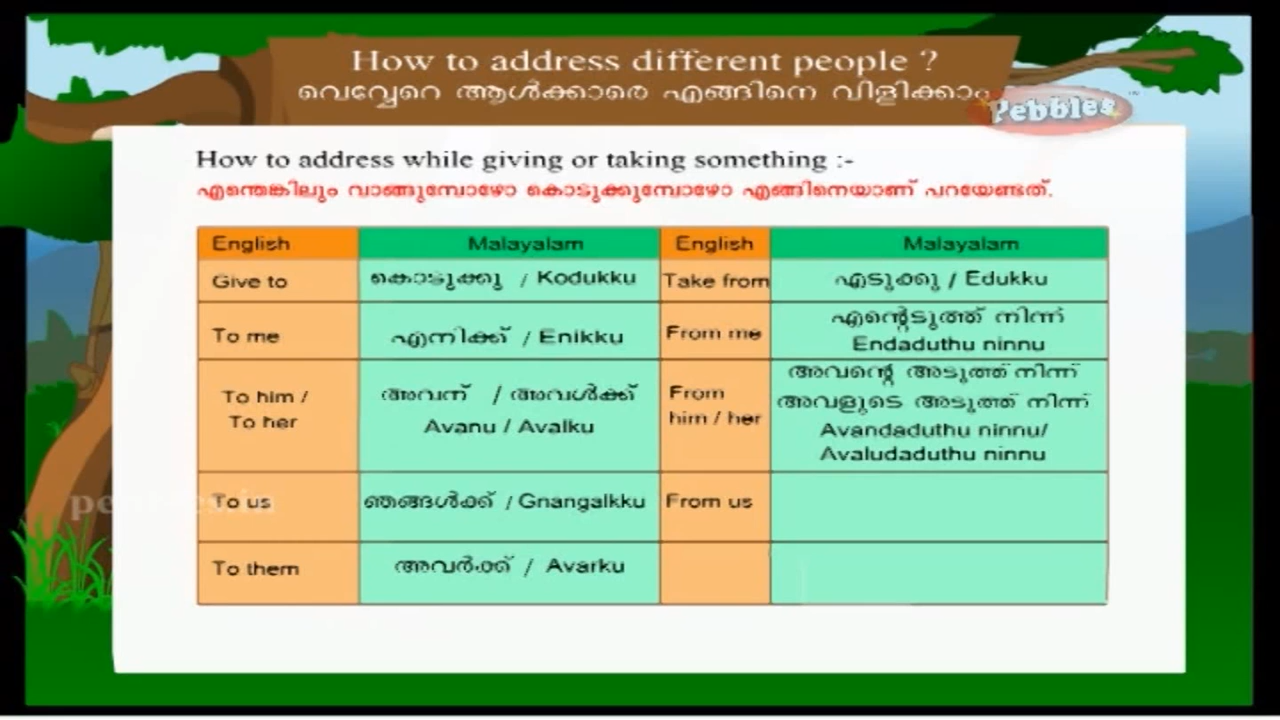 How to address different people ?
വെവ്വേറെ ആൾക്കാരെ എങ്ങിനെ വിളിക്കാം
Pebbles
How to address while giving or taking something :-
എന്തെങ്കിലും വാങ്ങുമ്പോഴോ കൊടുക്കുമ്പോഴോ എങ്ങിനെയാണ് പറയേണ്ടത്.
English Malayalam English Malayalam
Give to കൊടുക്കൂ / Kodukku Take from എടുക്കൂ / Edukku
To me എനിക്ക് / Enikku From me എന്റെടുത്ത് നിന്ന്
Endaduthu ninnu
To him /
To her
അവന് / അവൾക്ക്
Avanu / Avalku
From
him / her
അവന്റെ അടുത്ത് നിന്ന്
അവളുടെ അടുത്ത് നിന്ന്
Avandaduthu ninnu/
Avaludaduthu ninnu
To us ഞങ്ങൾക്ക് / Gnangalkku From us
To them അവർക്ക് / Avarku